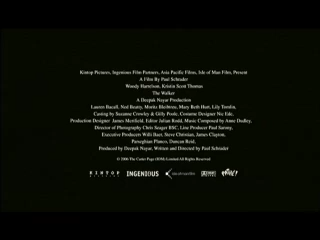 Kintop Pictures, Ingenious Film Partners, Asia Pacific Films, Isle of Man Film, Present
A Film By Paul Schrader
Woody Harrelson, Kristin Scott Thomas
The Walker
A Deepak Nayar Production
Lauren Bacall, Ned Beatty, Moritz Bleibtreu, Mary Beth Hurt, Lily Tomlin,
Casting by Suzanne Crowley & Gilly Poole, Costume Designer Nic Ede,
Production Designer James Merifield, Editor Julian Rodd, Music Composed by Anne Dudley,
Director of Photography Chris Seager BSC, Line Producer Paul Sarony,
Executive Producers Willi Baer, Steve Christian, James Clayton,
Parseghian Planco, Duncan Reid,
Produced by Deepak Nayar, Written and Directed by Paul Schrader
© 2006 The Center Page (IOM) Limited All Rights Reserved
KINTOP INGENIOUS